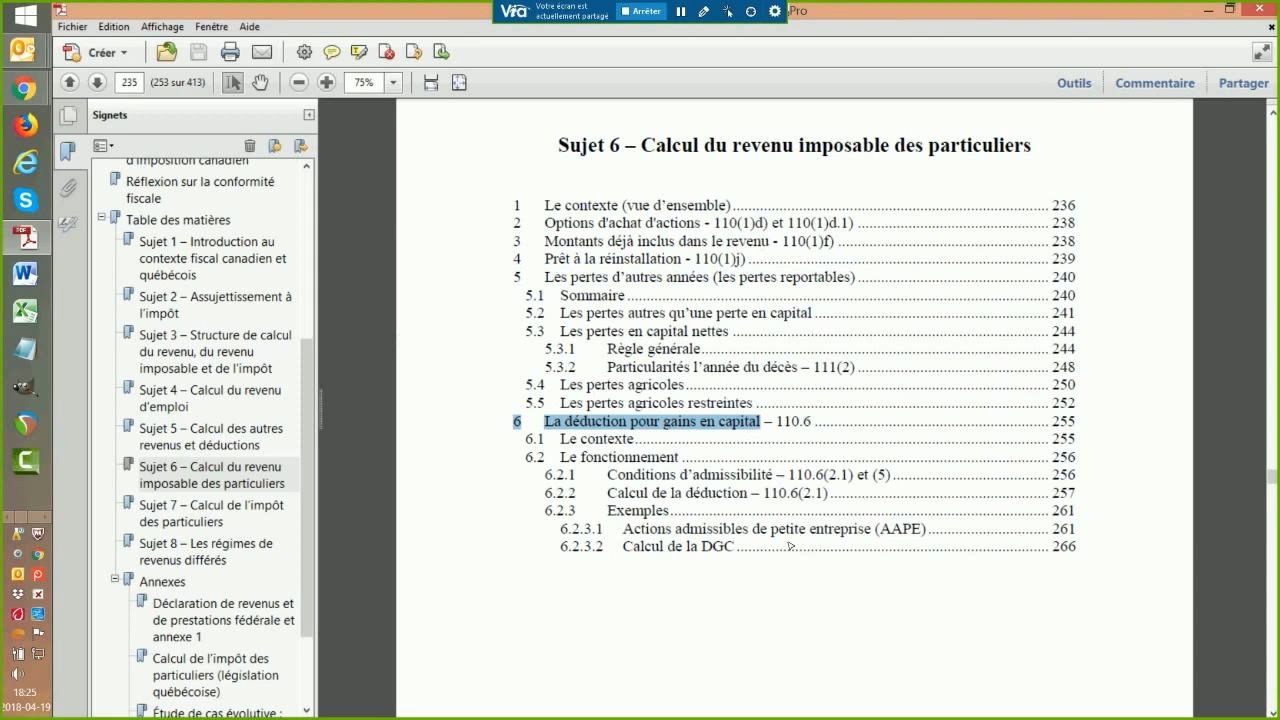 Vra
Votre écran est
actuellement partagé
Arrêter
Pro
Fichier Edition Affichage Fenêtre Aide
Créer
235 (253 sur 413) 75% Outils Commentaire Partager
Signets
d'imposition canadien
Réflexion sur la conformité
fiscale
Table des matières
Sujet 1 – Introduction au
contexte fiscal canadien et
québécois
Sujet 2 – Assujettissement à
l'impôt
Sujet 3 – Structure de calcul
du revenu, du revenu
imposable et de l'impôt
Sujet 4 – Calcul du revenu
d'emploi
Sujet 5 – Calcul des autres
revenus et déductions
Sujet 6 – Calcul du revenu
imposable des particuliers
Sujet 7 – Calcul de l'impôt
des particuliers
Sujet 8 – Les régimes de
revenus différés
Annexes
Déclaration de revenus et
de prestations fédérale et
annexe 1
Calcul de l'impôt des
particuliers (législation
québécoise)
Étude de cas évolutive :
Sujet 6 – Calcul du revenu imposable des particuliers
1 Le contexte (vue d'ensemble) 236
2 Options d'achat d'actions - 110(1)d) et 110(1)d.1) 238
3 Montants déjà inclus dans le revenu - 110(1)f) 238
4 Prêt à la réinstallation - 110(1)j) 239
5 Les pertes d'autres années (les pertes reportables) 240
5.1 Sommaire 240
5.2 Les pertes autres qu'une perte en capital 241
5.3 Les pertes en capital nettes 244
5.3.1 Règle générale 244
5.3.2 Particularités l'année du décès – 111(2) 248
5.4 Les pertes agricoles 250
5.5 Les pertes agricoles restreintes 252
6 La déduction pour gains en capital – 110.6 255
6.1 Le contexte 255
6.2 Le fonctionnement 256
6.2.1 Conditions d'admissibilité – 110.6(2.1) et (5) 256
6.2.2 Calcul de la déduction – 110.6(2.1) 257
6.2.3 Exemples 261
6.2.3.1 Actions admissibles de petite entreprise (AAPE) 261
6.2.3.2 Calcul de la DGC 266
18:25
2018-04-19